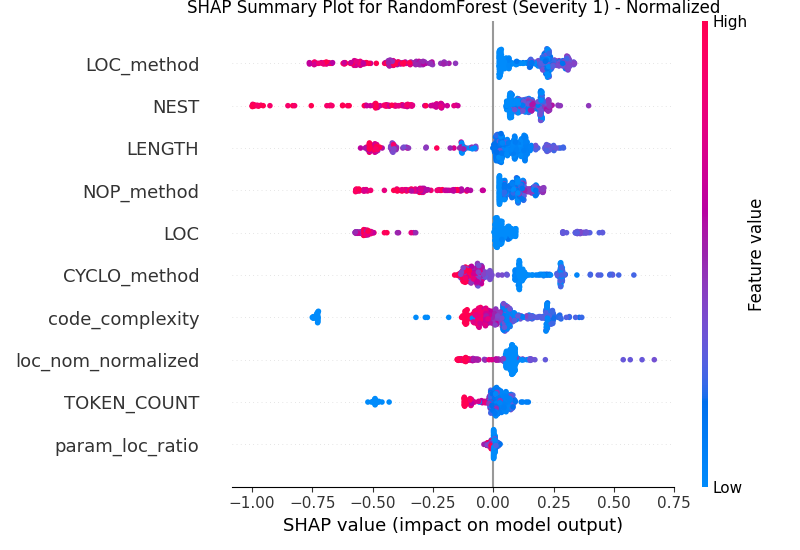 SHAP Summary Plot for RandomForest (Severity 1) - Normalized
High
LOC_method
NEST
LENGTH
NOP_method
LOC
CYCLO_method
code_complexity
loc_nom_normalized
TOKEN_COUNT
param_loc_ratio
Feature value
Low
−1.00 −0.75 −0.50 −0.25 0.00 0.25 0.50 0.75
SHAP value (impact on model output)